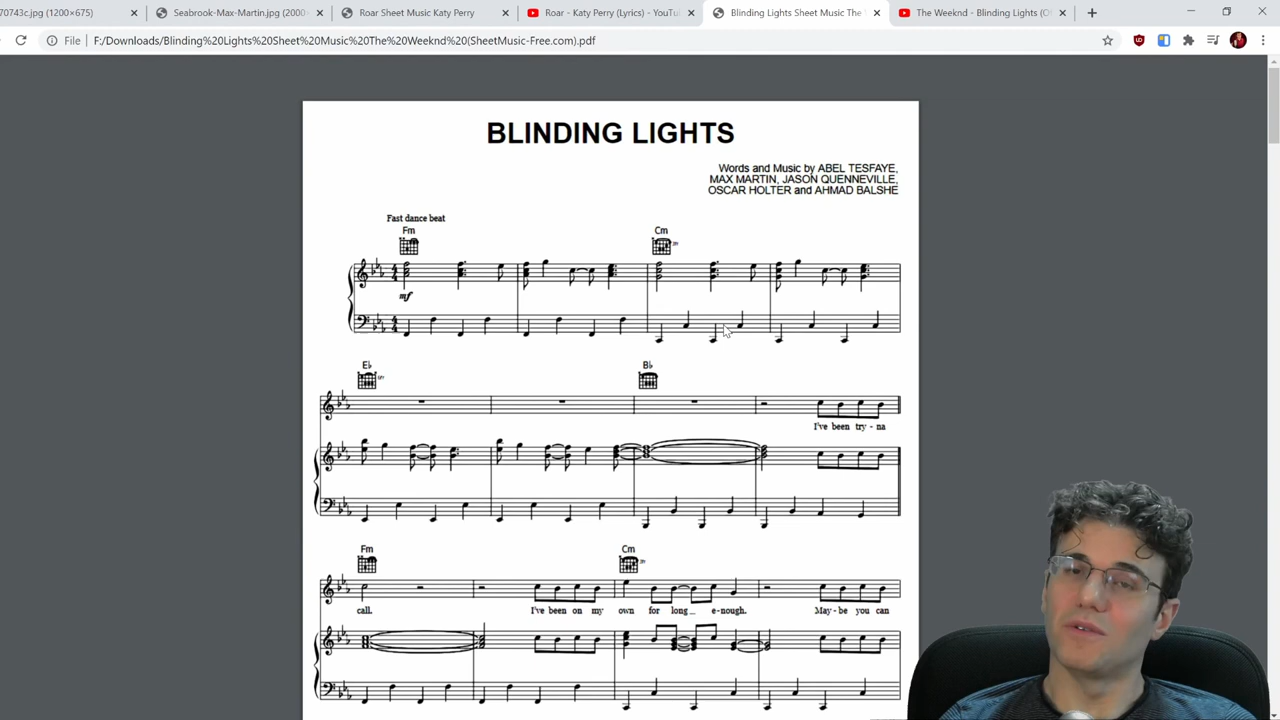 70743c.jpg (1200×675)
Seabrook-Max-Martin.jpg (2000×
Roar Sheet Music Katy Perry
Roar - Katy Perry (Lyrics) - YouTu
Blinding Lights Sheet Music The
The Weeknd - Blinding Lights (O
File
F:/Downloads/Blinding%20Lights%20Sheet%20Music%20The%20Weeknd%20(SheetMusic-Free.com).pdf
BLINDING LIGHTS
Words and Music by ABEL TESFAYE,
MAX MARTIN, JASON QUENNEVILLE,
OSCAR HOLTER and AHMAD BALSHE
Fast dance beat
Fm Cm
mf
E♭ B♭
I've been try - na
Fm Cm
call. I've been on my own for long e-nough. May-be you can